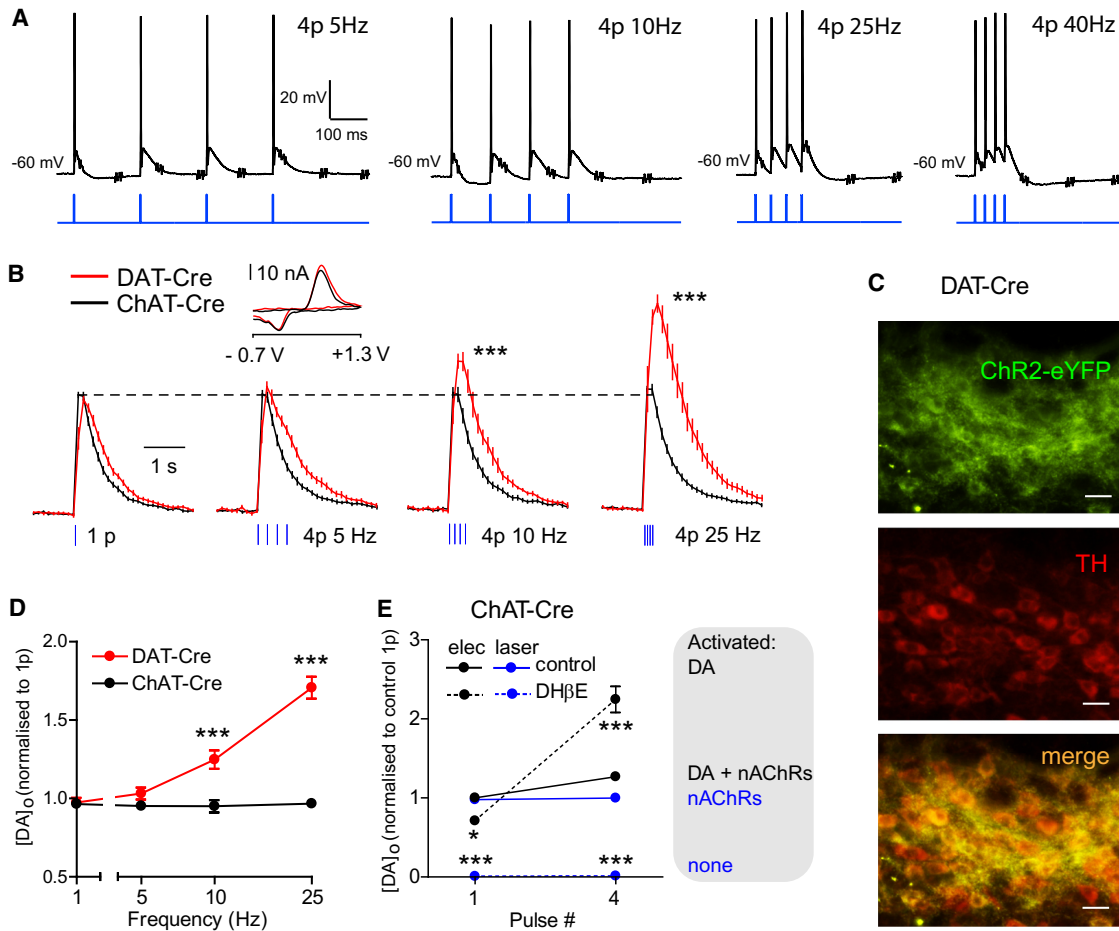 A
4p 5Hz
4p 10Hz
4p 25Hz
4p 40Hz
20 mV
100 ms
-60 mV
-60 mV
-60 mV
-60 mV
B
DAT-Cre
ChAT-Cre
10 nA
- 0.7 V
+1.3 V
***
***
1 s
1 p
4p 5 Hz
4p 10 Hz
4p 25 Hz
C
DAT-Cre
ChR2-eYFP
TH
merge
D
[DA]o (normalised to 1p)
2.0
1.5
1.0
0.5
DAT-Cre
ChAT-Cre
***
***
1
5
10
25
Frequency (Hz)
E
ChAT-Cre
[DA]o (normalised to control 1p)
3
2
1
0
elec laser
control
DHβE
***
*
***
***
1
4
Pulse #
Activated:
DA
DA + nAChRs
nAChRs
none